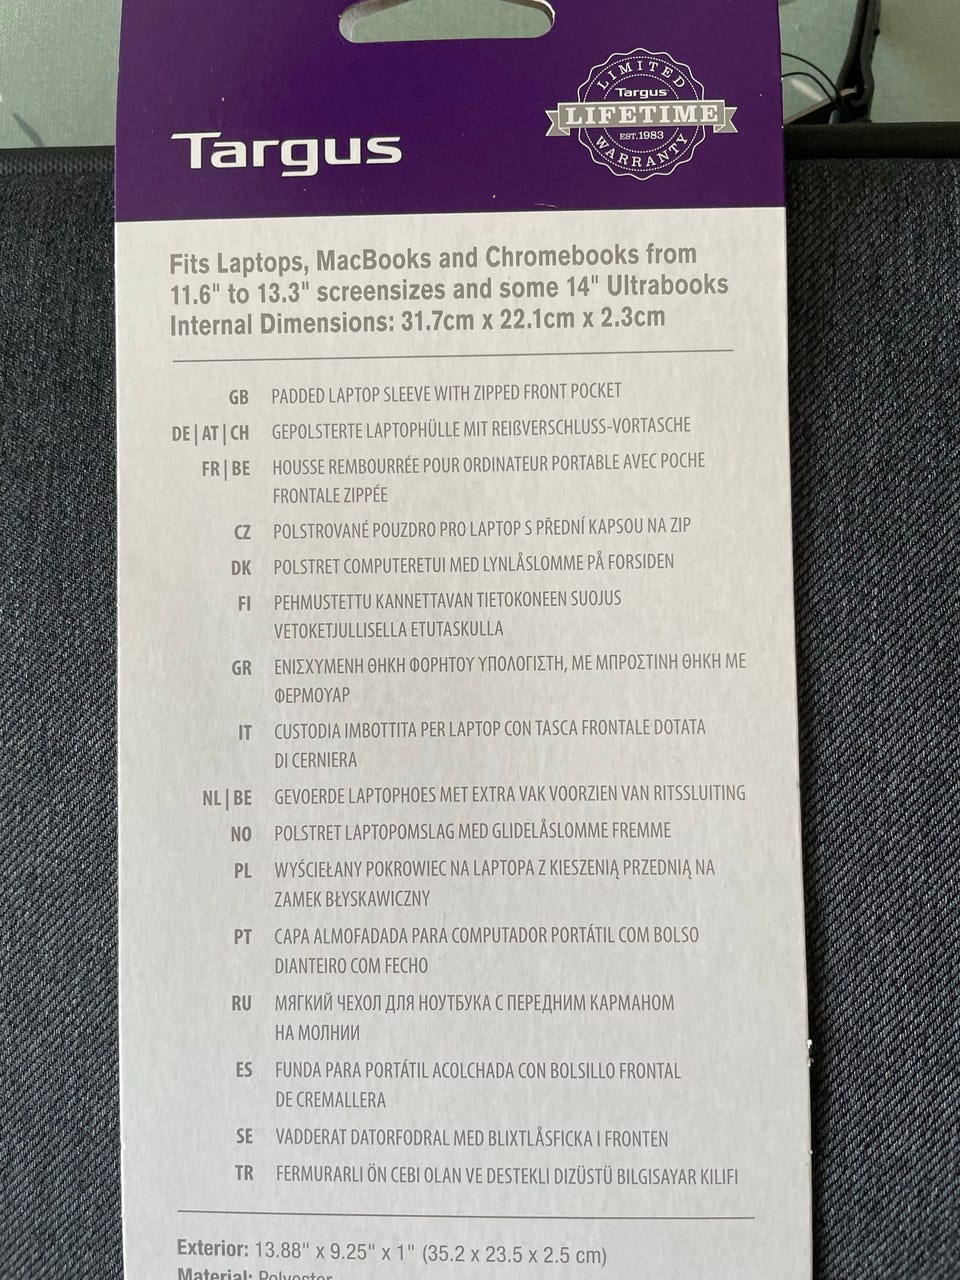 LIMITED
Targus
LIFETIME
EST.1983
WARRANTY
Targus
Fits Laptops, MacBooks and Chromebooks from
11.6" to 13.3" screensizes and some 14" Ultrabooks
Internal Dimensions: 31.7cm x 22.1cm x 2.3cm
GB PADDED LAPTOP SLEEVE WITH ZIPPED FRONT POCKET
DE | AT | CH GEPOLSTERTE LAPTOPHÜLLE MIT REIßVERSCHLUSS-VORTASCHE
FR | BE HOUSSE REMBOURRÉE POUR ORDINATEUR PORTABLE AVEC POCHE
FRONTALE ZIPPÉE
CZ POLSTROVANÉ POUZDRO PRO LAPTOP S PŘEDNÍ KAPSOU NA ZIP
DK POLSTRET COMPUTERETUI MED LYNLÅSLOMME PÅ FORSIDEN
FI PEHMUSTETTU KANNETTAVAN TIETOKONEEN SUOJUS
VETOKETJULLISELLA ETUTASKULLA
GR ΕΝΙΣΧΥΜΕΝΗ ΘΗΚΗ ΦΟΡΗΤΟΥ ΥΠΟΛΟΓΙΣΤΗ, ΜΕ ΜΠΡΟΣΤΙΝΗ ΘΗΚΗ ΜΕ
ΦΕΡΜΟΥΑΡ
IT CUSTODIA IMBOTTITA PER LAPTOP CON TASCA FRONTALE DOTATA
DI CERNIERA
NL | BE GEVOERDE LAPTOPHOES MET EXTRA VAK VOORZIEN VAN RITSSLUITING
NO POLSTRET LAPTOPOMSLAG MED GLIDELÅSLOMME FREMME
PL WYŚCIEŁANY POKROWIEC NA LAPTOPA Z KIESZENIĄ PRZEDNIĄ NA
ZAMEK BŁYSKAWICZNY
PT CAPA ALMOFADADA PARA COMPUTADOR PORTÁTIL COM BOLSO
DIANTEIRO COM FECHO
RU МЯГКИЙ ЧЕХОЛ ДЛЯ НОУТБУКА С ПЕРЕДНИМ КАРМАНОМ
НА МОЛНИИ
ES FUNDA PARA PORTÁTIL ACOLCHADA CON BOLSILLO FRONTAL
DE CREMALLERA
SE VADDERAT DATORFODRAL MED BLIXTLÅSFICKA I FRONTEN
TR FERMURARLI ÖN CEBI OLAN VE DESTEKLI DIZÜSTÜ BILGISAYAR KILIFI
Exterior: 13.88" x 9.25" x 1" (35.2 x 23.5 x 2.5 cm)
Material: Polyester